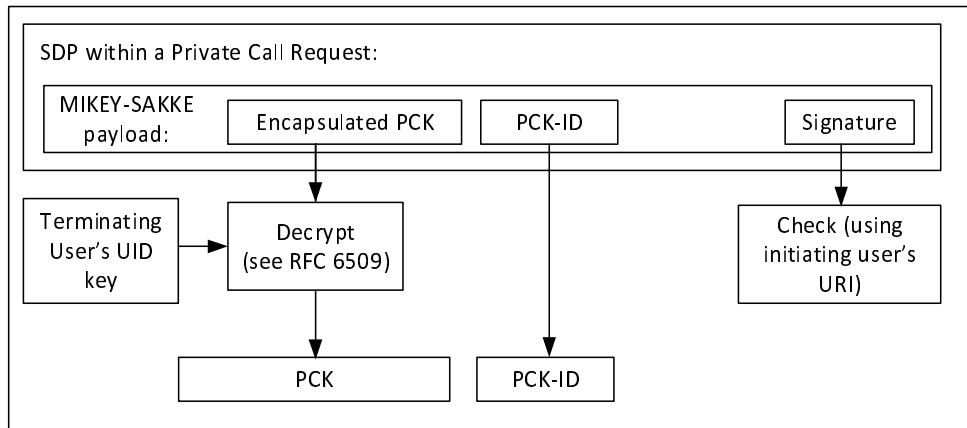 SDP within a Private Call Request:
MIKEY-SAKKE
payload:
Encapsulated PCK
PCK-ID
Signature
Terminating
User's UID
key
Decrypt
(see RFC 6509)
Check (using
initiating user's
URI)
PCK
PCK-ID